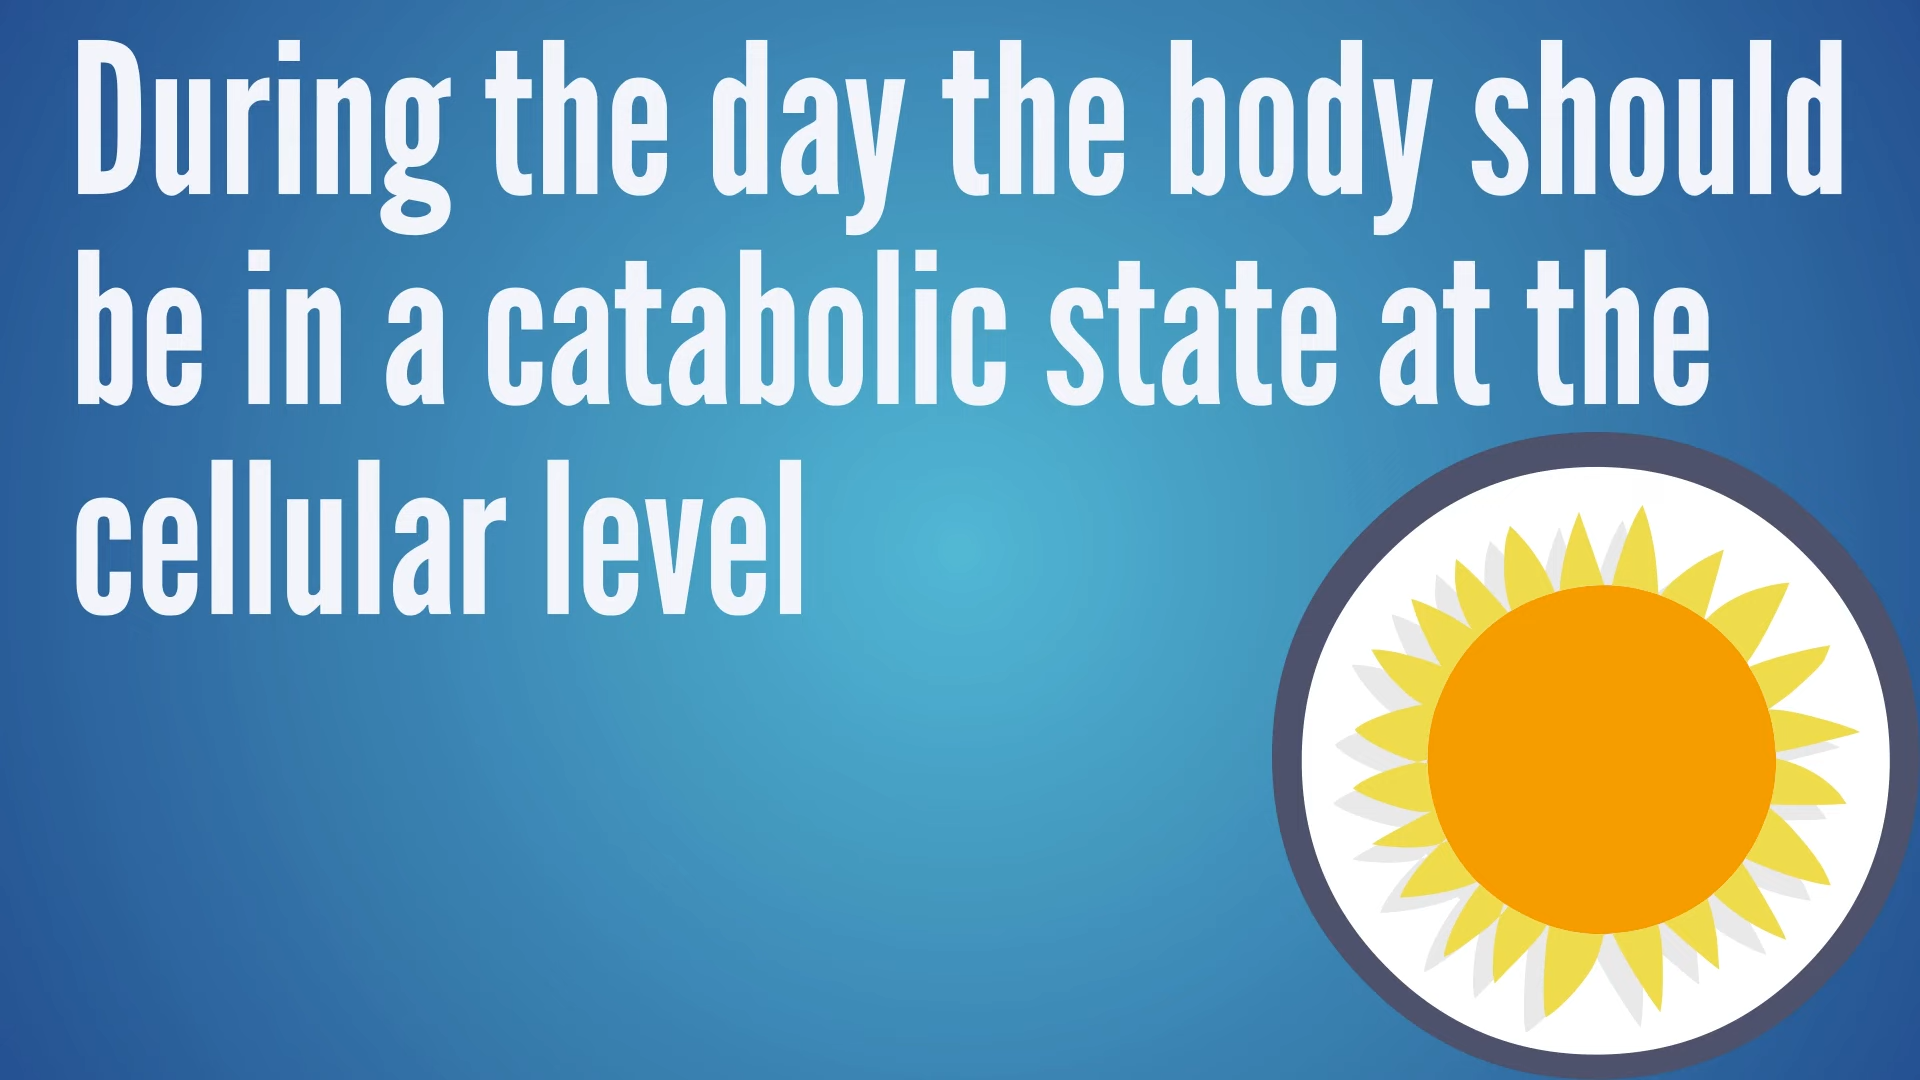 During the day the body should
be in a catabolic state at the
cellular level